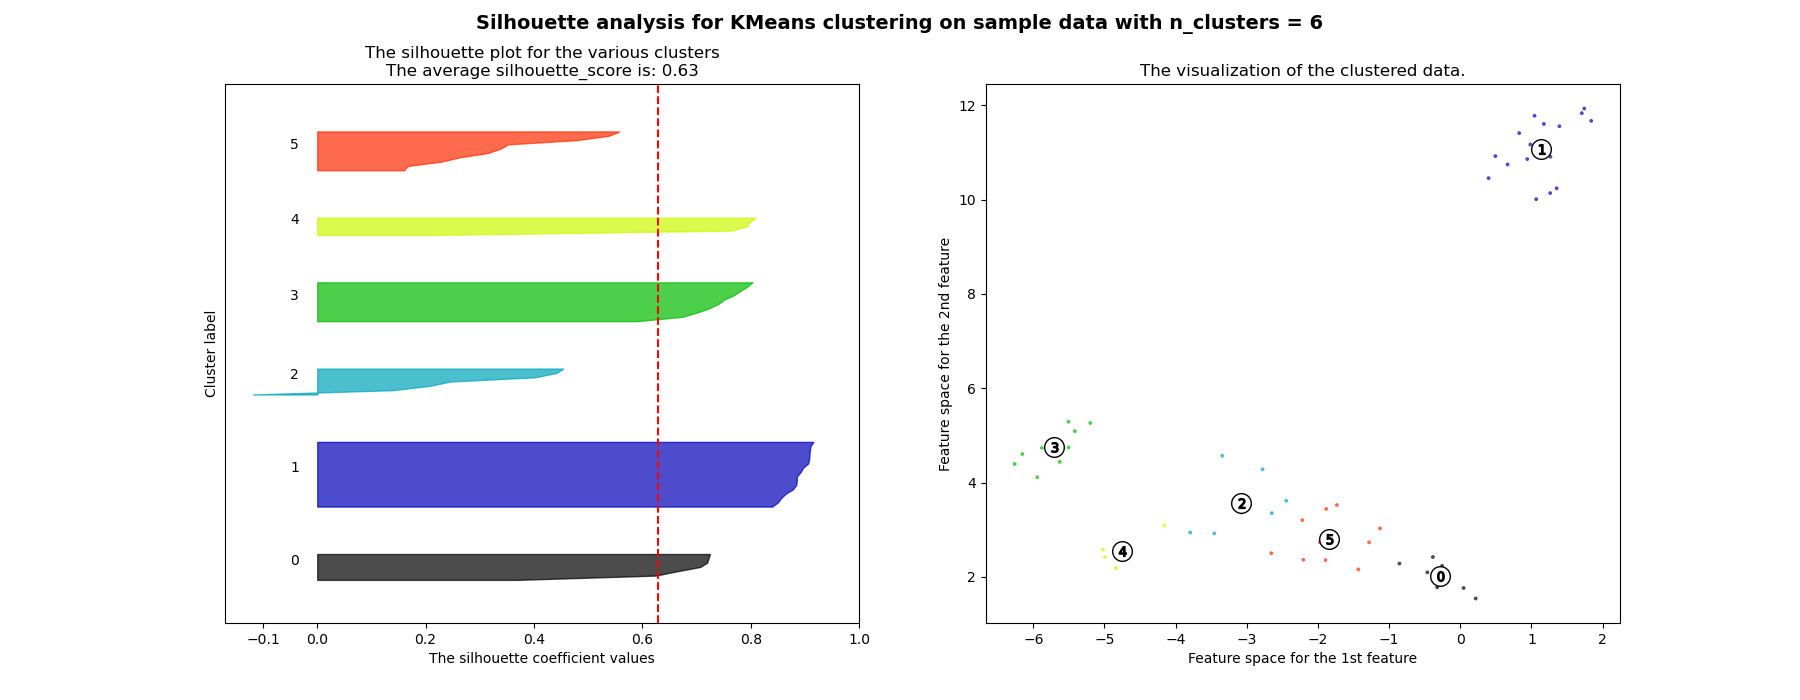 Silhouette analysis for KMeans clustering on sample data with n_clusters = 6
The silhouette plot for the various clusters
The average silhouette_score is: 0.63
5
4
3
2
1
0
Cluster label
−0.1 0.0 0.2 0.4 0.6 0.8 1.0
The silhouette coefficient values
The visualization of the clustered data.
12
10
8
6
4
2
Feature space for the 2nd feature
1
3
2
5
4
0
−6 −5 −4 −3 −2 −1 0 1 2
Feature space for the 1st feature